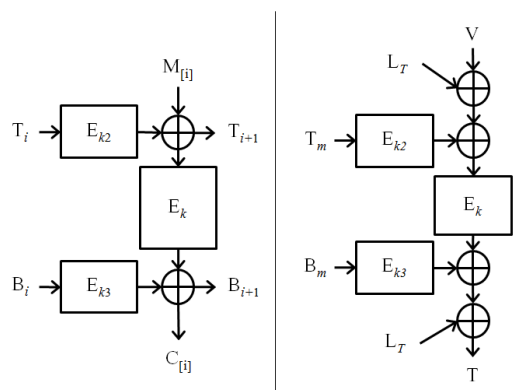 M[i]
Ti
Ek2
Ti+1
Ek
Bi
Ek3
Bi+1
C[i]
V
LT
Tm
Ek2
Ek
Bm
Ek3
LT
T